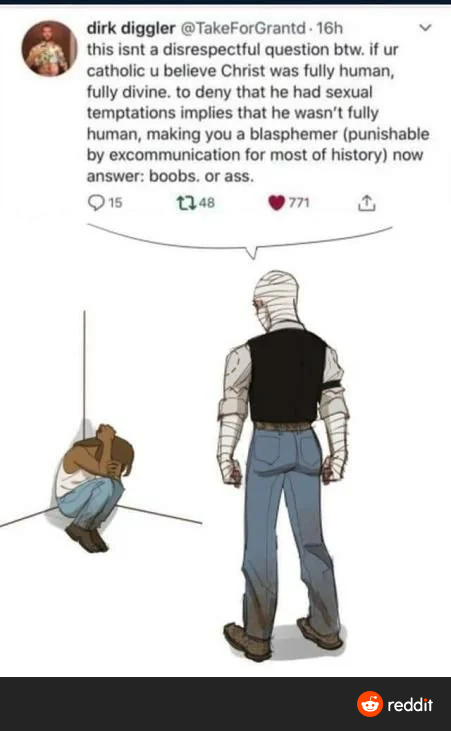 dirk diggler @TakeForGrantd · 16h
this isnt a disrespectful question btw. if ur
catholic u believe Christ was fully human,
fully divine. to deny that he had sexual
temptations implies that he wasn't fully
human, making you a blasphemer (punishable
by excommunication for most of history) now
answer: boobs. or ass.
15 48 771
reddit